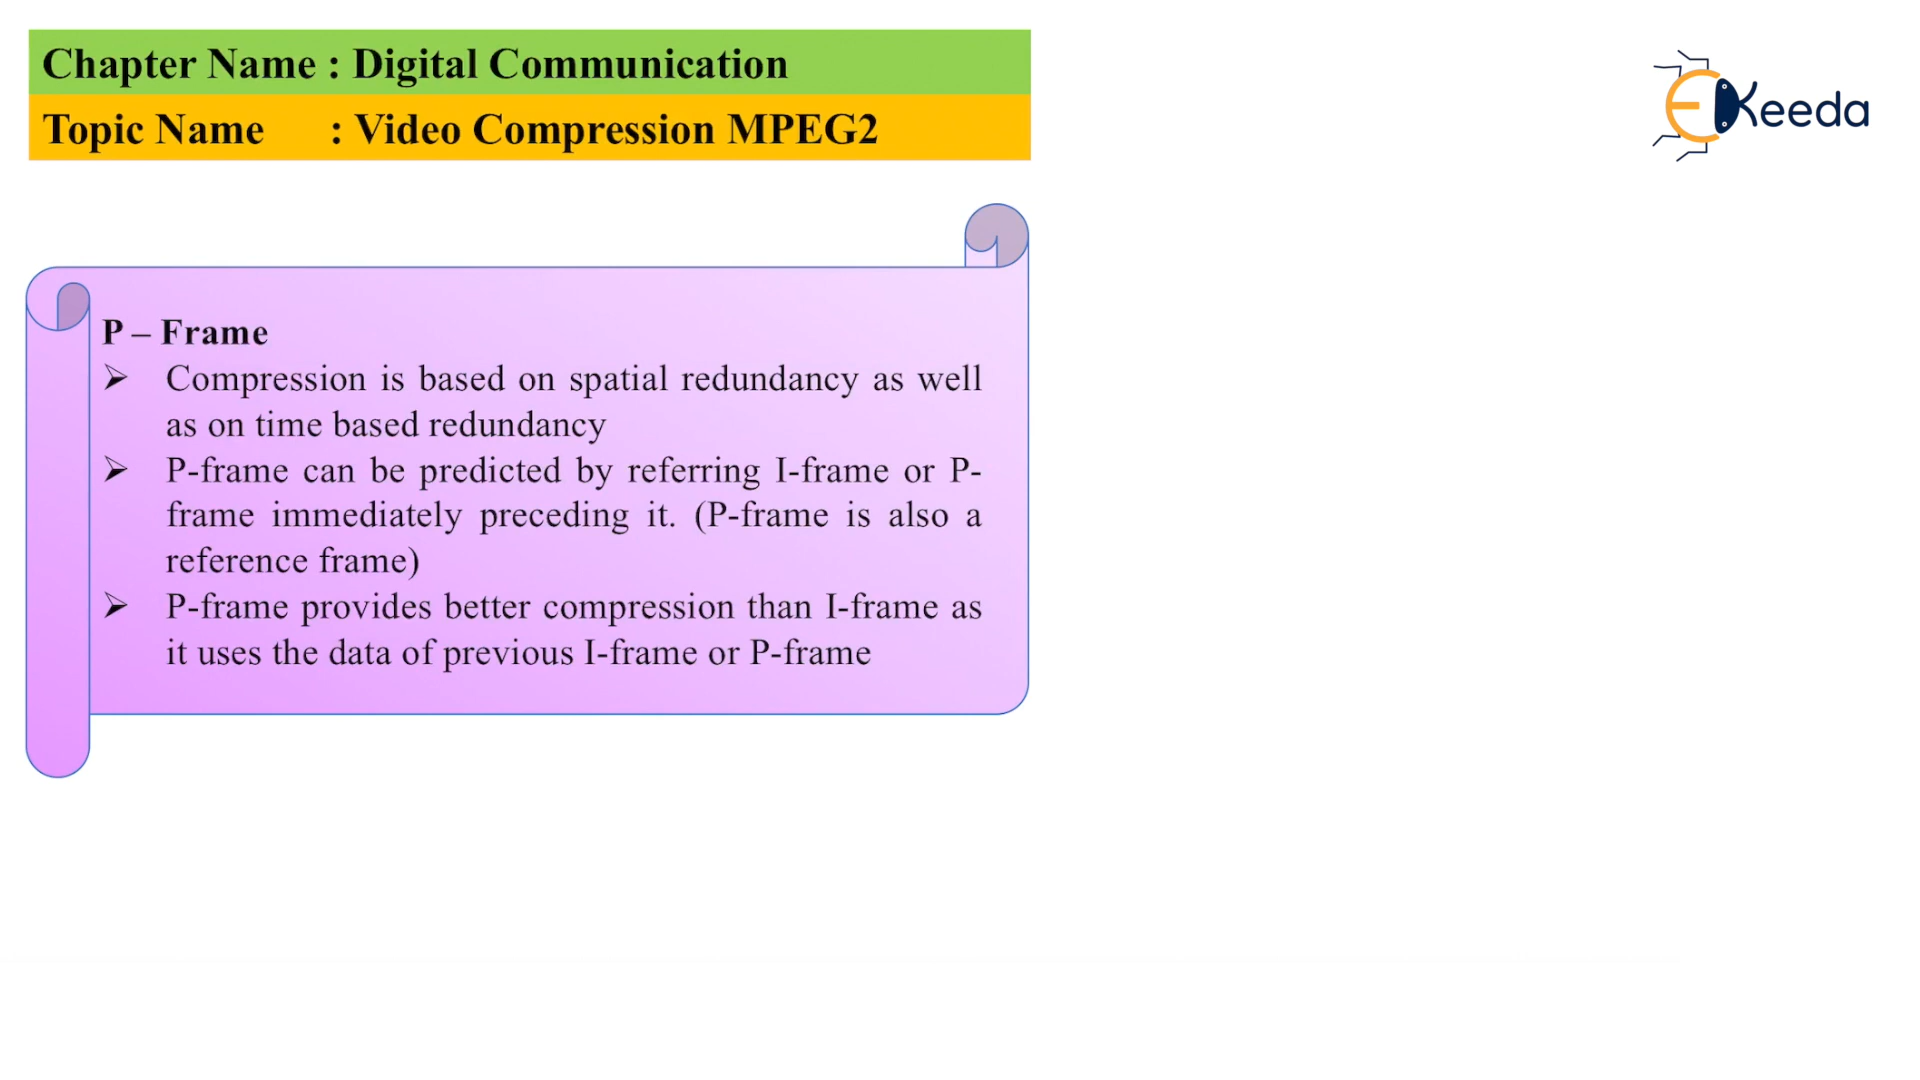 Chapter Name : Digital Communication
Topic Name : Video Compression MPEG2
EKeeda
P – Frame
➢ Compression is based on spatial redundancy as well
as on time based redundancy
➢ P-frame can be predicted by referring I-frame or P-
frame immediately preceding it. (P-frame is also a
reference frame)
➢ P-frame provides better compression than I-frame as
it uses the data of previous I-frame or P-frame